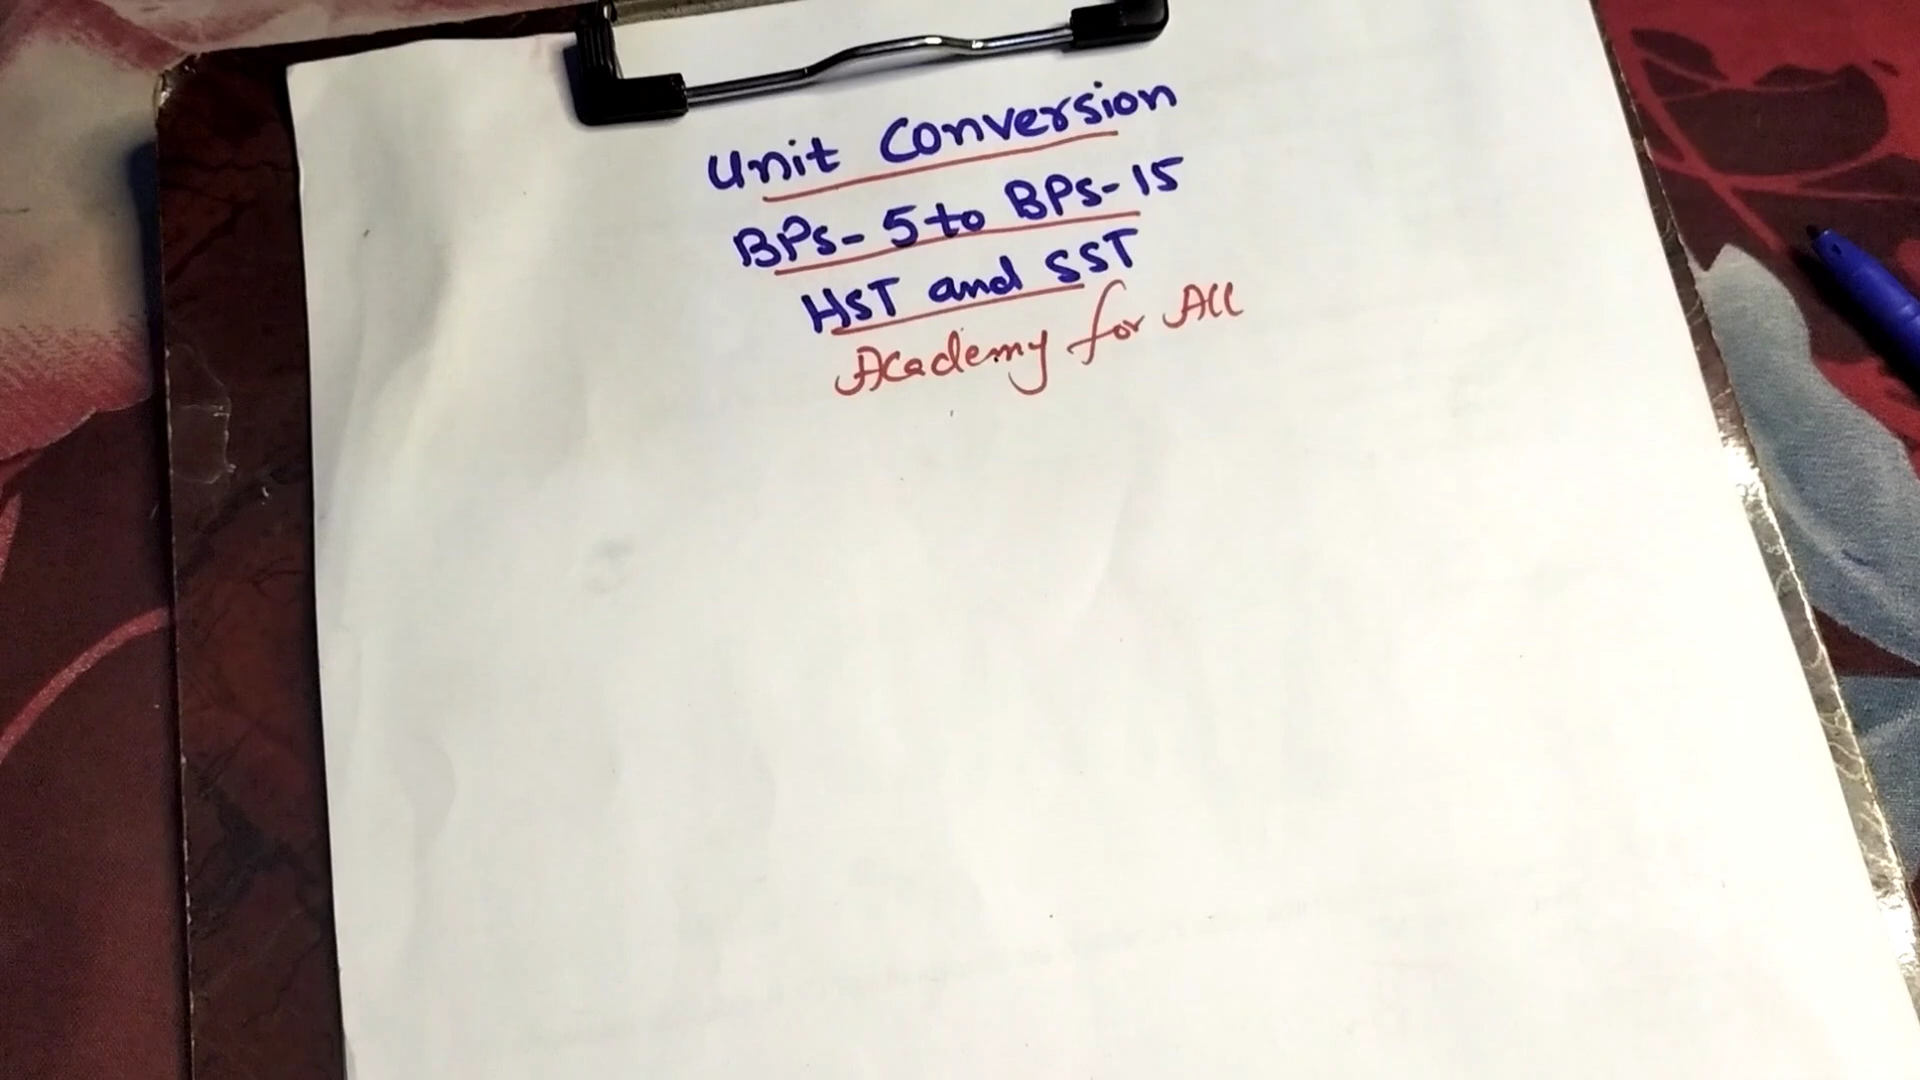 Unit Conversion
BPS-5 to BPS-15
HST and SST
Academy for All